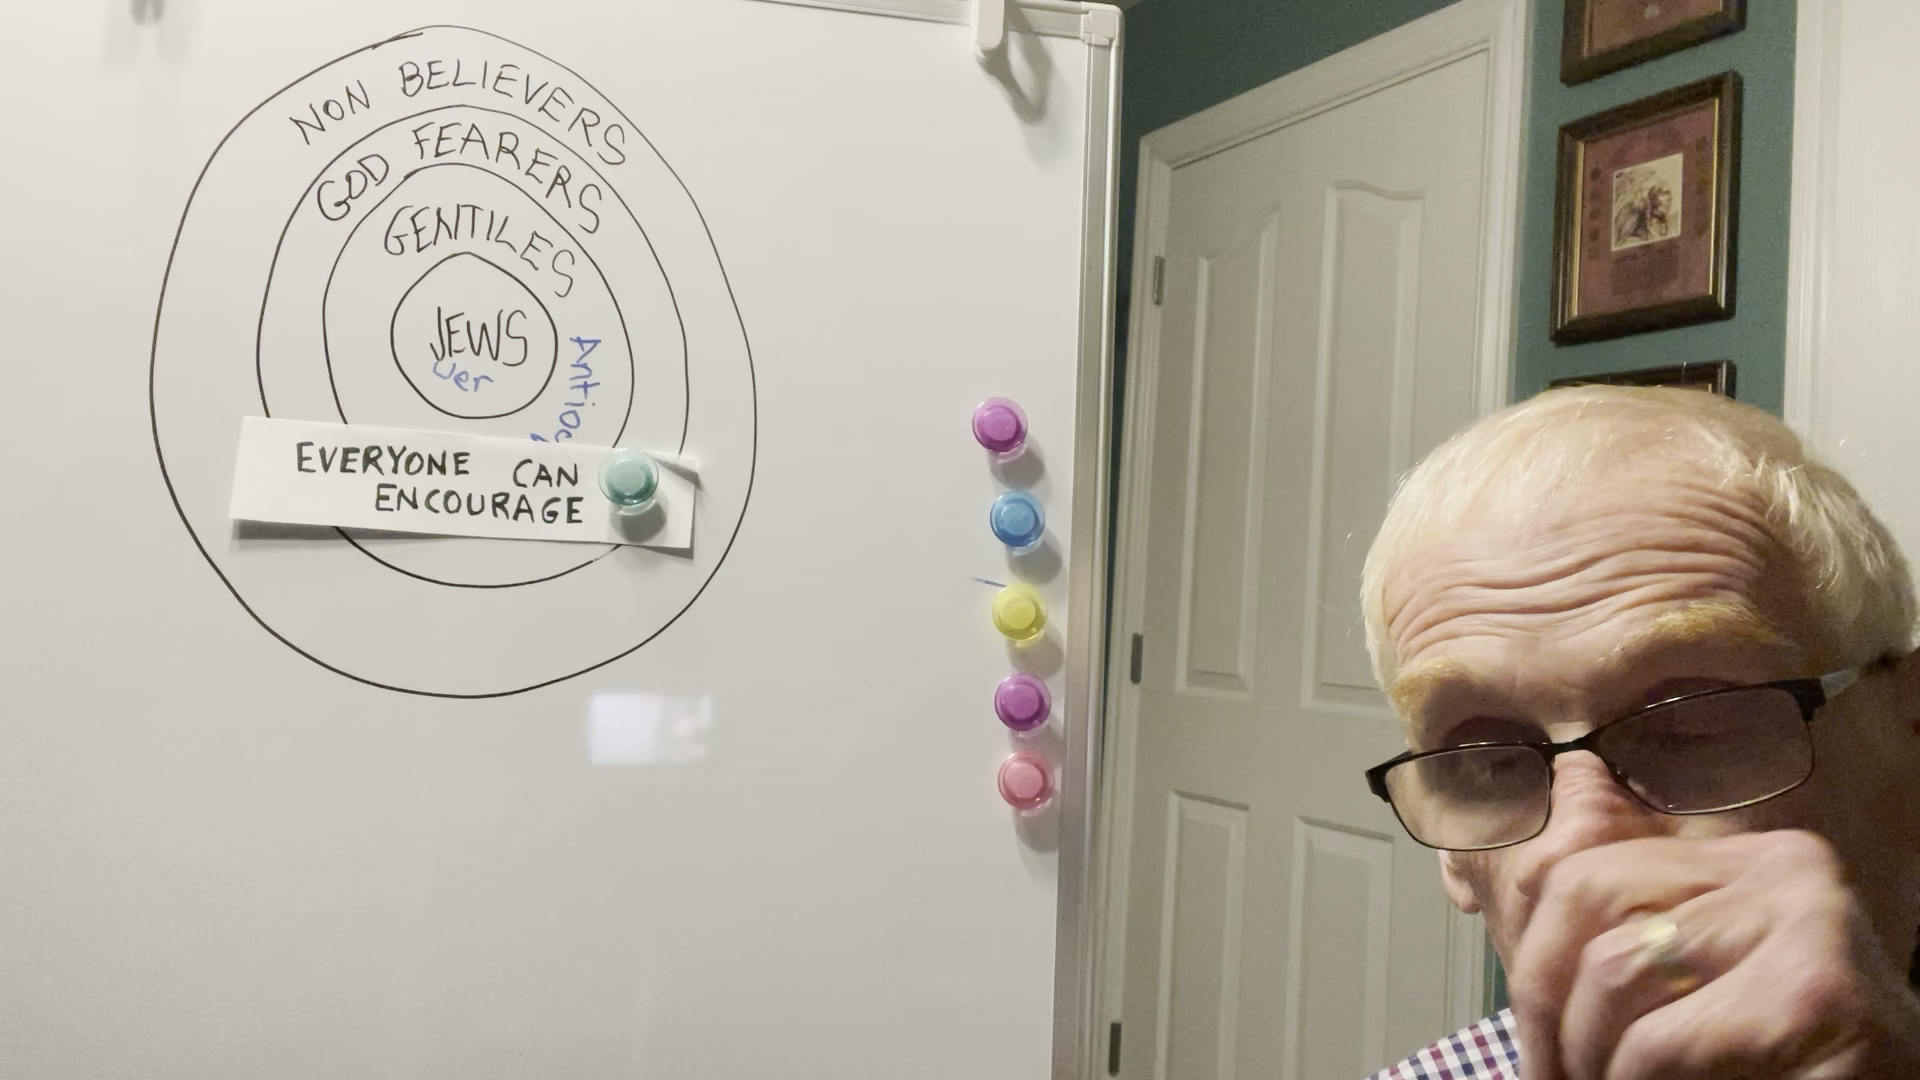 NON BELIEVERS
GOD FEARERS
GENTILES
JEWS
EVERYONE CAN
ENCOURAGE